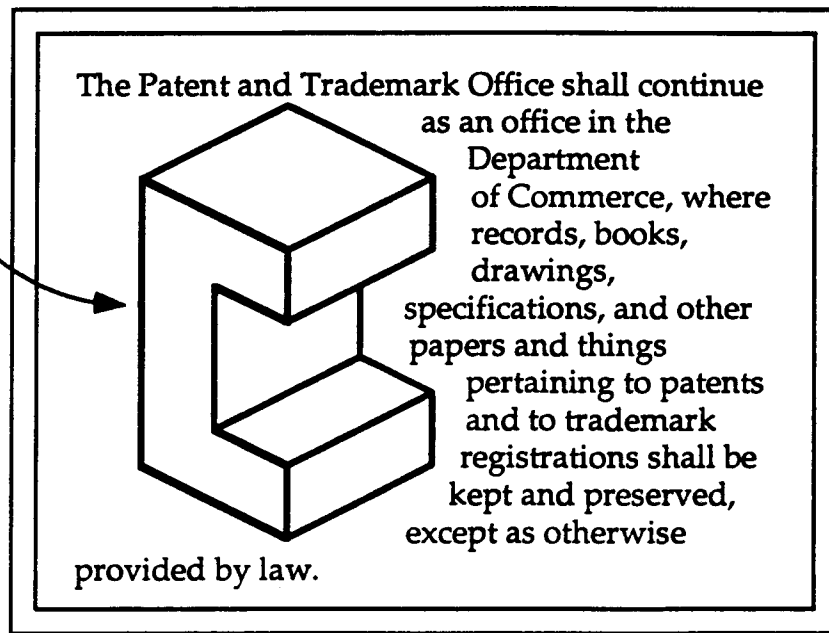 The Patent and Trademark Office shall continue
as an office in the
Department
of Commerce, where
records, books,
drawings,
specifications, and other
papers and things
pertaining to patents
and to trademark
registrations shall be
kept and preserved,
except as otherwise
provided by law.